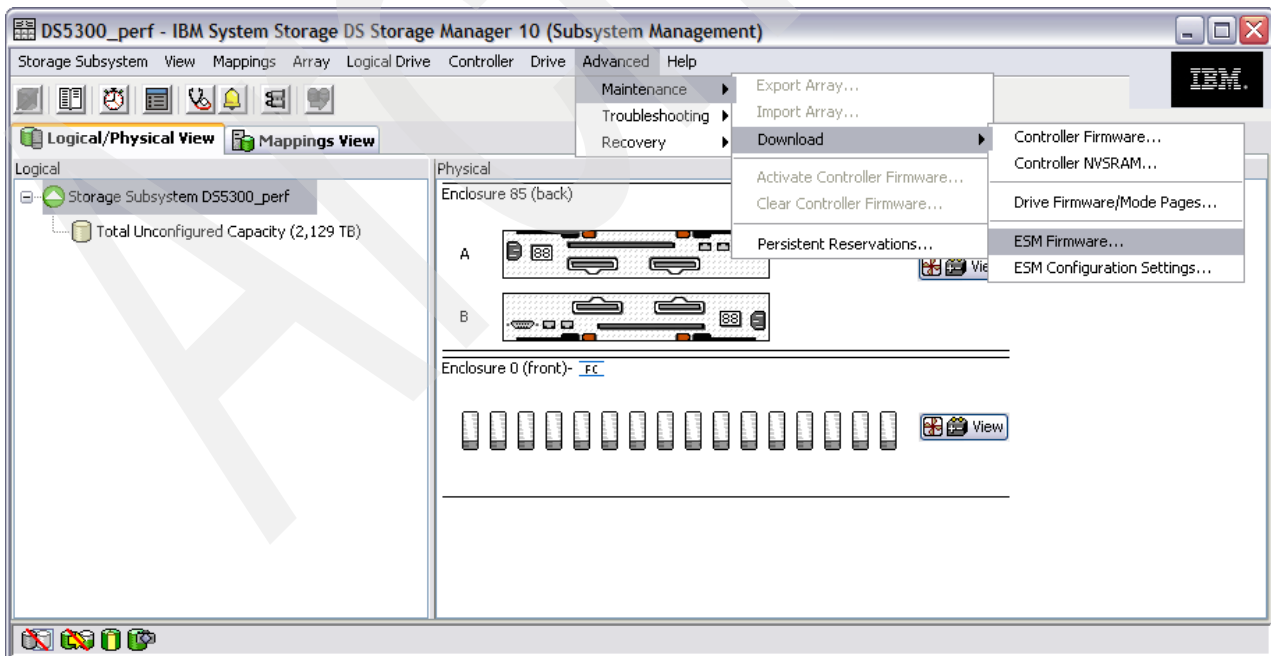 DS5300_perf - IBM System Storage DS Storage Manager 10 (Subsystem Management)
Storage Subsystem View Mappings Array Logical Drive Controller Drive Advanced Help
IBM.
Maintenance
Troubleshooting
Recovery
Export Array...
Import Array...
Download
Activate Controller Firmware...
Clear Controller Firmware...
Persistent Reservations...
Controller Firmware...
Controller NVSRAM...
Drive Firmware/Mode Pages...
ESM Firmware...
ESM Configuration Settings...
Logical/Physical View Mappings View
Logical
Storage Subsystem DS5300_perf
Total Unconfigured Capacity (2,129 TB)
Physical
Enclosure 85 (back)
A
88
Vie
B
88
Enclosure 0 (front)- FC
View